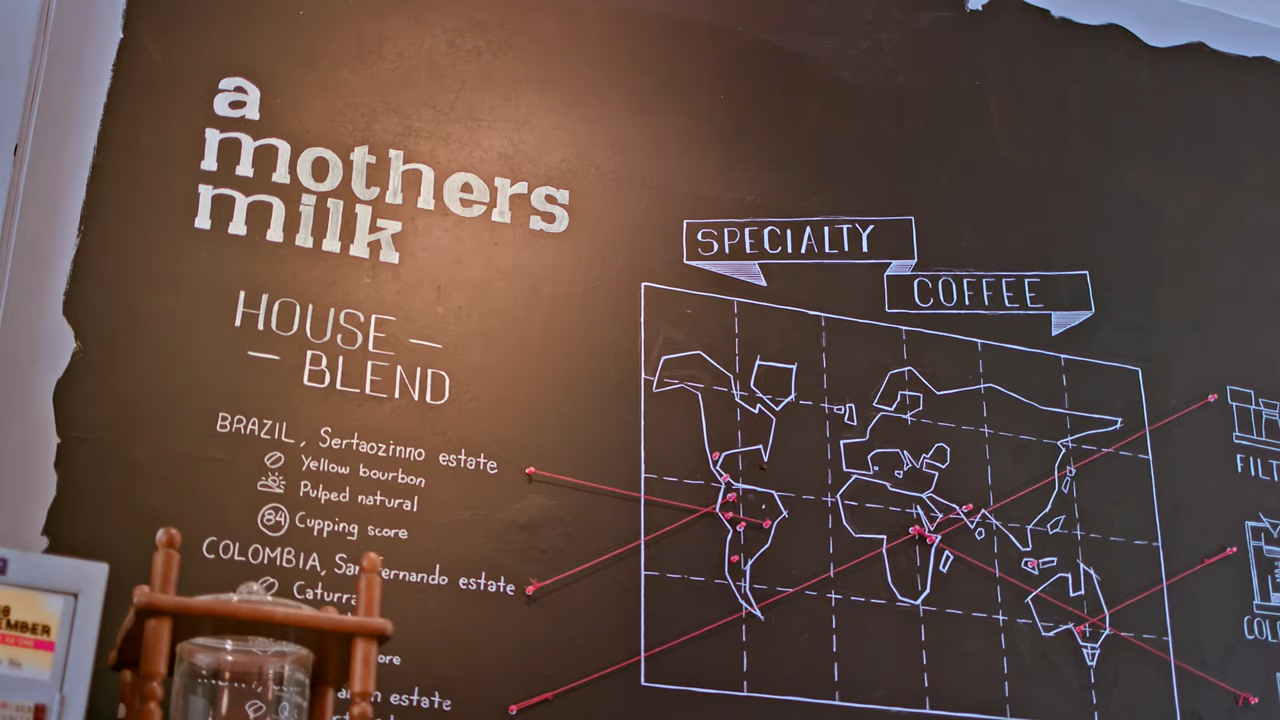 a
mothers
milk
HOUSE —
— BLEND
BRAZIL, Sertaozinno estate
Yellow bourbon
Pulped natural
84 Cupping score
COLOMBIA, San Fernando estate
Caturra
estate
SPECIALTY
COFFEE